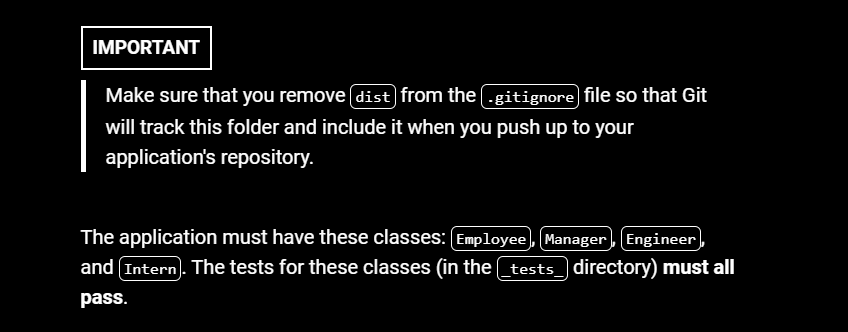 IMPORTANT
Make sure that you remove dist from the .gitignore file so that Git
will track this folder and include it when you push up to your
application's repository.
The application must have these classes: Employee, Manager, Engineer,
and Intern. The tests for these classes (in the _tests_ directory) must all
pass.